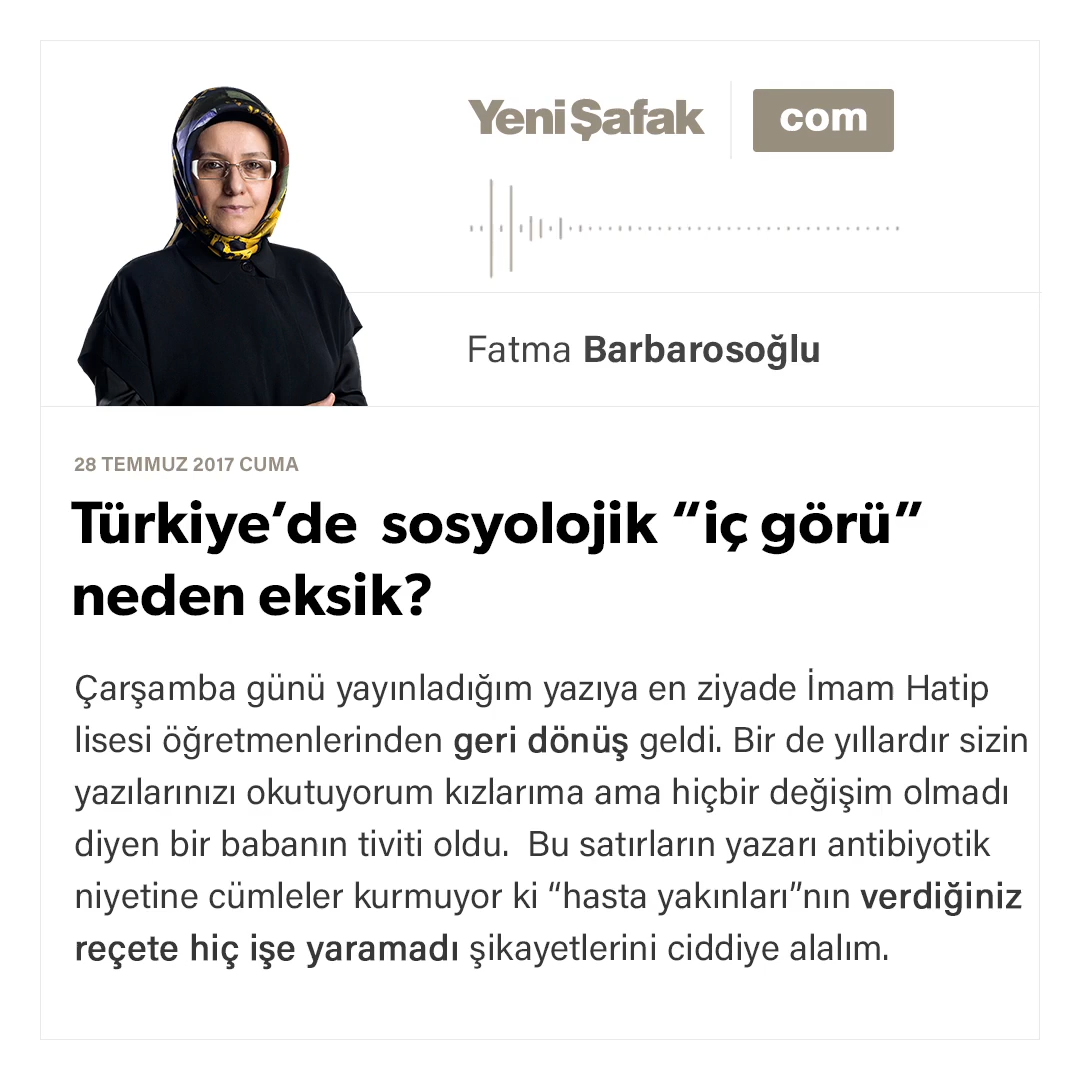 YeniŞafak com
Fatma Barbarosoğlu
28 TEMMUZ 2017 CUMA
Türkiye’de sosyolojik “iç görü”
neden eksik?
Çarşamba günü yayınladığım yazıya en ziyade İmam Hatip
lisesi öğretmenlerinden geri dönüş geldi. Bir de yıllardır sizin
yazılarınızı okutuyorum kızlarıma ama hiçbir değişim olmadı
diyen bir babanın tiviti oldu. Bu satırların yazarı antibiyotik
niyetine cümleler kurmuyor ki “hasta yakınları”nın verdiğiniz
reçete hiç işe yaramadı şikayetlerini ciddiye alalım.